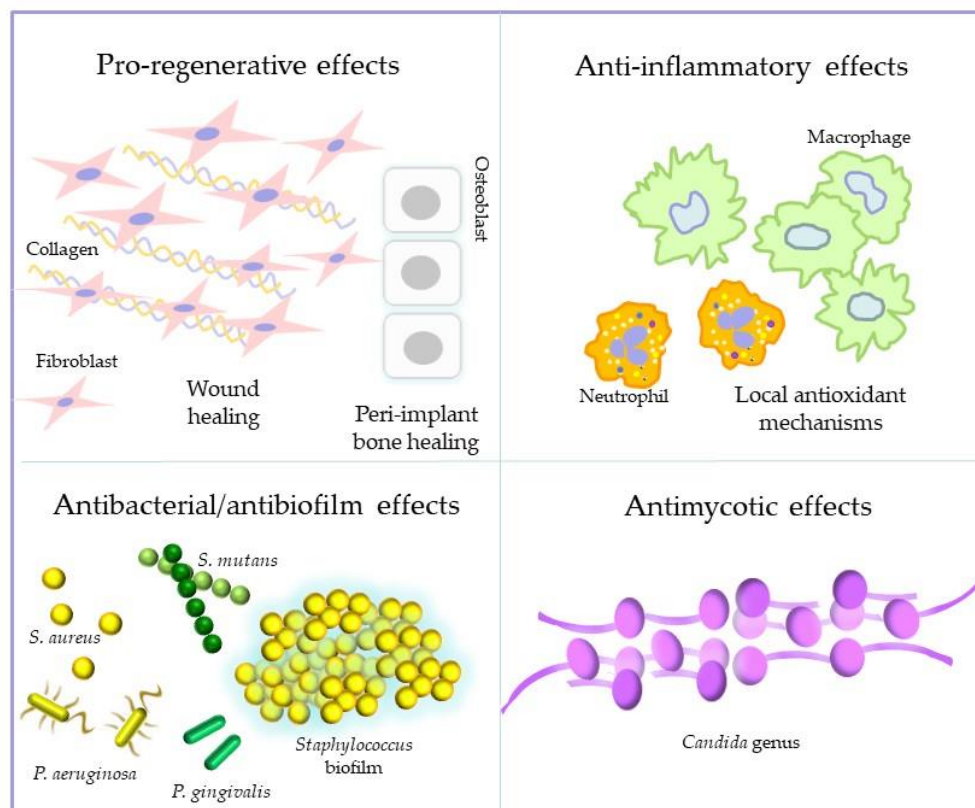 Pro-regenerative effects
Osteoblast
Collagen
Fibroblast
Wound
healing
Peri-implant
bone healing
Anti-inflammatory effects
Macrophage
Neutrophil
Local antioxidant
mechanisms
Antibacterial/antibiofilm effects
S. mutans
S. aureus
P. aeruginosa
P. gingivalis
Staphylococcus
biofilm
Antimycotic effects
Candida genus